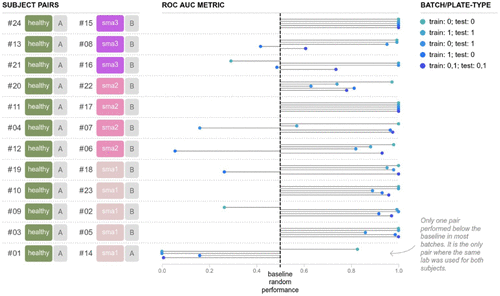 SUBJECT PAIRS
ROC AUC METRIC
BATCH/PLATE-TYPE
#24 healthy A #15 sma3 B
#13 healthy A #08 sma3 B
#21 healthy A #16 sma3 B
#20 healthy A #22 sma2 B
#11 healthy A #17 sma2 B
#04 healthy A #07 sma2 B
#12 healthy A #06 sma2 B
#19 healthy A #18 sma1 B
#10 healthy A #23 sma1 B
#09 healthy A #02 sma1 B
#03 healthy A #05 sma1 B
#01 healthy A #14 sma1 A
train: 0; test: 0
train: 0; test: 1
train: 1; test: 1
train: 1; test: 0
train: 0,1; test: 0,1
Only one pair
performed below the
baseline in most
batches. It is the only
pair where the same
lab was used for both
subjects.
0.0 0.2 0.4 0.6 0.8 1.0
baseline
random
performance